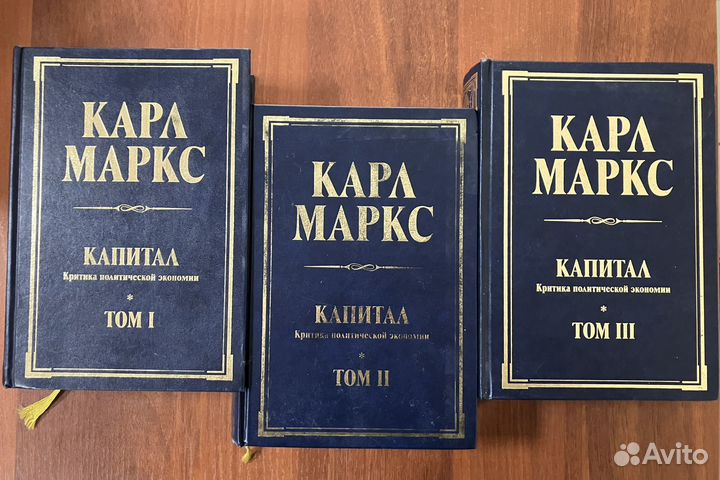 КАРЛ
МАРКС
КАПИТАЛ
Критика политической экономии
*
ТОМ I
КАРЛ
МАРКС
КАПИТАЛ
Критика политической экономии
*
ТОМ II
КАРЛ
МАРКС
КАПИТАЛ
Критика политической экономии
*
ТОМ III
Avito